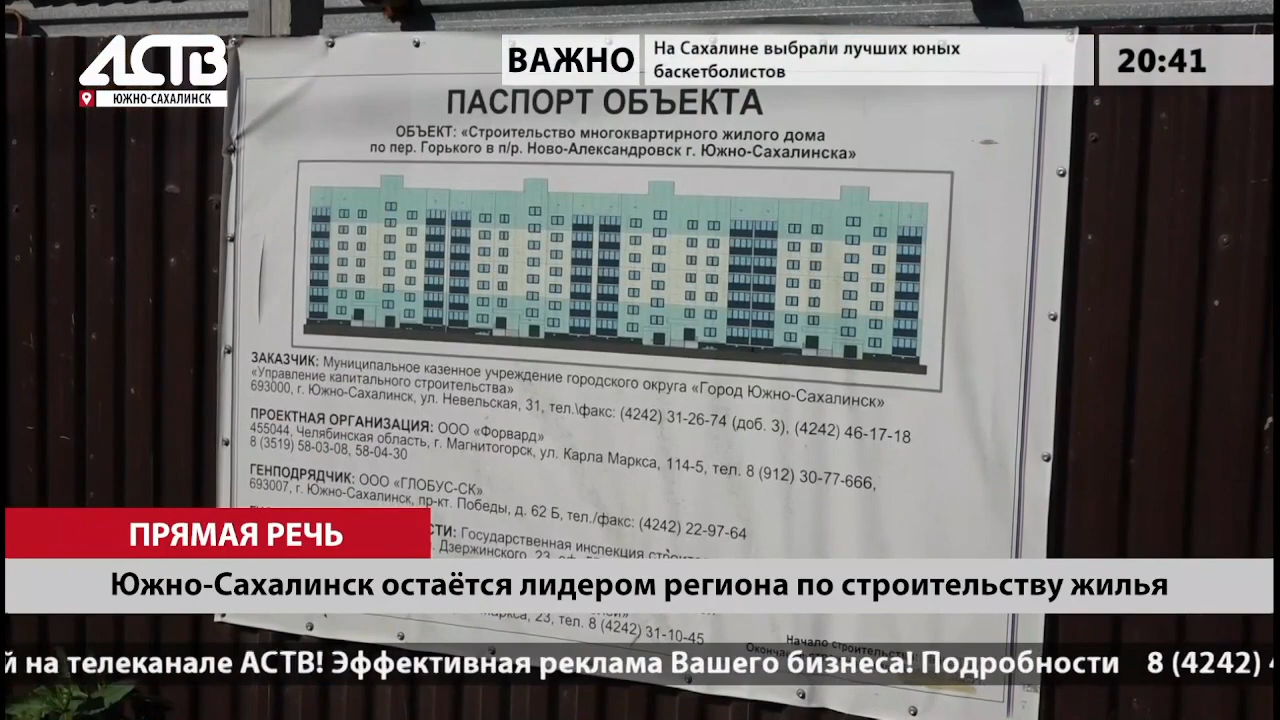 АСТВ
ЮЖНО-САХАЛИНСК
ВАЖНО
На Сахалине выбрали лучших юных
баскетболистов
20:41
ПАСПОРТ ОБЪЕКТА
ОБЪЕКТ: «Строительство многоквартирного жилого дома
по пер. Горького в п/р. Ново-Александровск г. Южно-Сахалинска»
ЗАКАЗЧИК: Муниципальное казенное учреждение городского округа «Город Южно-Сахалинск»
«Управление капитального строительства»
693000, г. Южно-Сахалинск, ул. Невельская, 31, тел.\факс: (4242) 31-26-74 (доб. 3), (4242) 46-17-18
ПРОЕКТНАЯ ОРГАНИЗАЦИЯ: ООО «Форвард»
455044, Челябинская область, г. Магнитогорск, ул. Карла Маркса, 114-5, тел. 8 (912) 30-77-666,
8 (3519) 58-03-08, 58-04-30
ГЕНПОДРЯДЧИК: ООО «ГЛОБУС-СК»
693007, г. Южно-Сахалинск, пр-кт. Победы, д. 62 Б, тел./факс: (4242) 22-97-64
Государственная инспекция
Дзержинского, 23,
ПРЯМАЯ РЕЧЬ
Южно-Сахалинск остаётся лидером региона по строительству жилья
23, тел. 8 (4242) 31-10-45
Начало
й на телеканале АСТВ! Эффективная реклама Вашего бизнеса! Подробности 8 (4242)